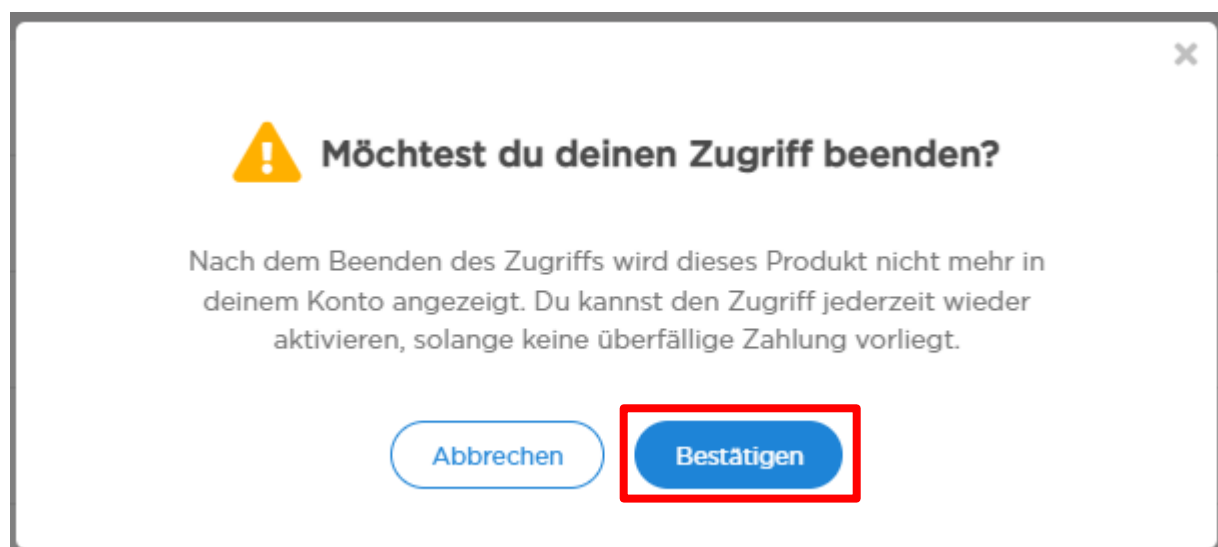 Möchtest du deinen Zugriff beenden?
Nach dem Beenden des Zugriffs wird dieses Produkt nicht mehr in
deinem Konto angezeigt. Du kannst den Zugriff jederzeit wieder
aktivieren, solange keine überfällige Zahlung vorliegt.
Abbrechen
Bestätigen